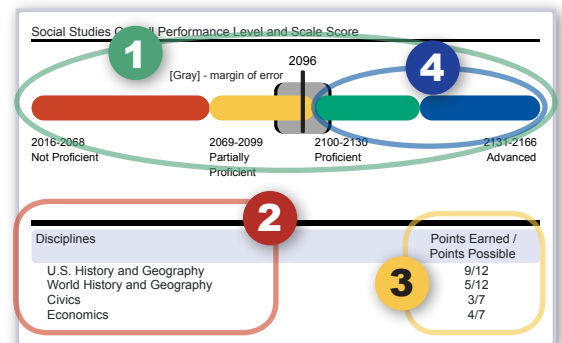 Social Studies Overall Performance Level and Scale Score
1
2096
4
[Gray] - margin of error
2016-2068
Not Proficient
2069-2099
Partially
Proficient
2100-2130
Proficient
2131-2166
Advanced
2
Disciplines
Points Earned /
Points Possible
3
U.S. History and Geography 9/12
World History and Geography 5/12
Civics 3/7
Economics 4/7